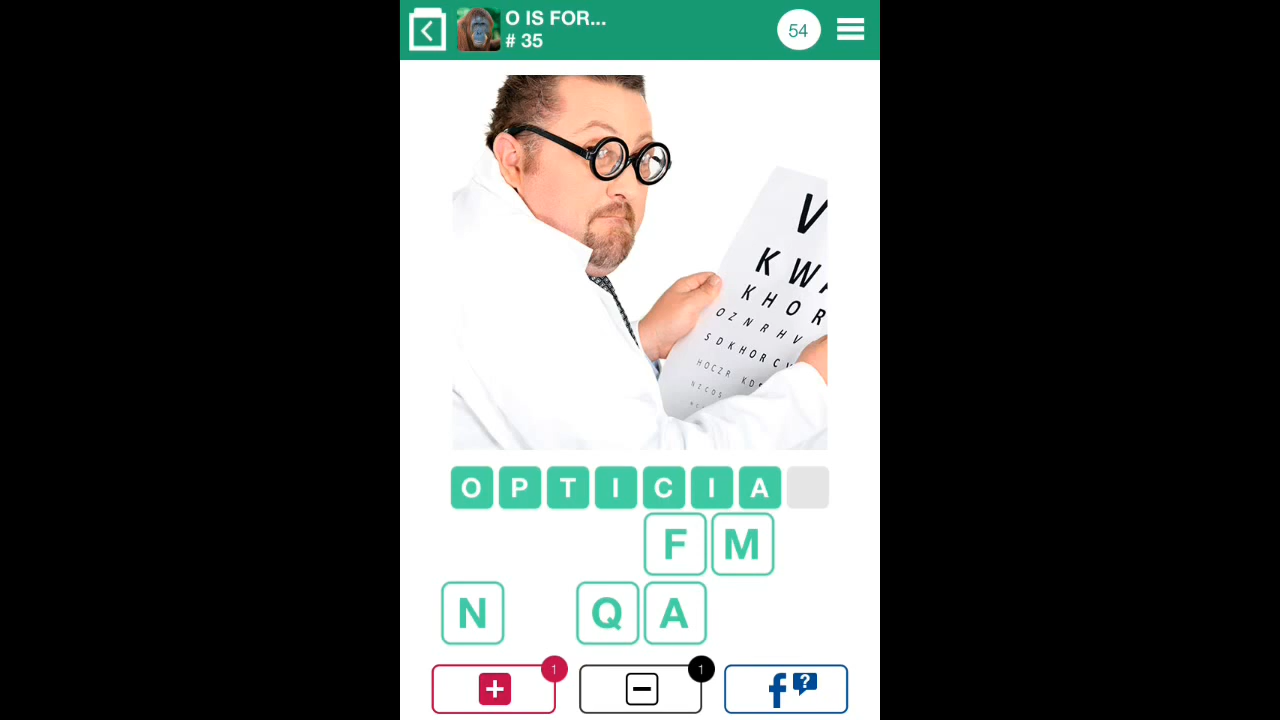 O IS FOR...
# 35
54
V
K W
K H O R
O Z N R H V
S D K H O R C
H O C Z R K D
N I C O S
O P T I C I A
F M
N Q A
1
1
f ?